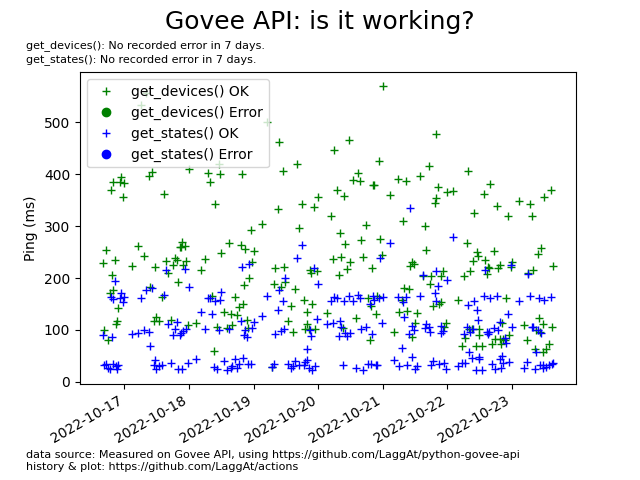 Govee API: is it working?
get_devices(): No recorded error in 7 days.
get_states(): No recorded error in 7 days.
get_devices() OK
get_devices() Error
get_states() OK
get_states() Error
Ping (ms)
500
400
300
200
100
0
2022-10-17
2022-10-18
2022-10-19
2022-10-20
2022-10-21
2022-10-22
2022-10-23
data source: Measured on Govee API, using https://github.com/LaggAt/python-govee-api
history & plot: https://github.com/LaggAt/actions